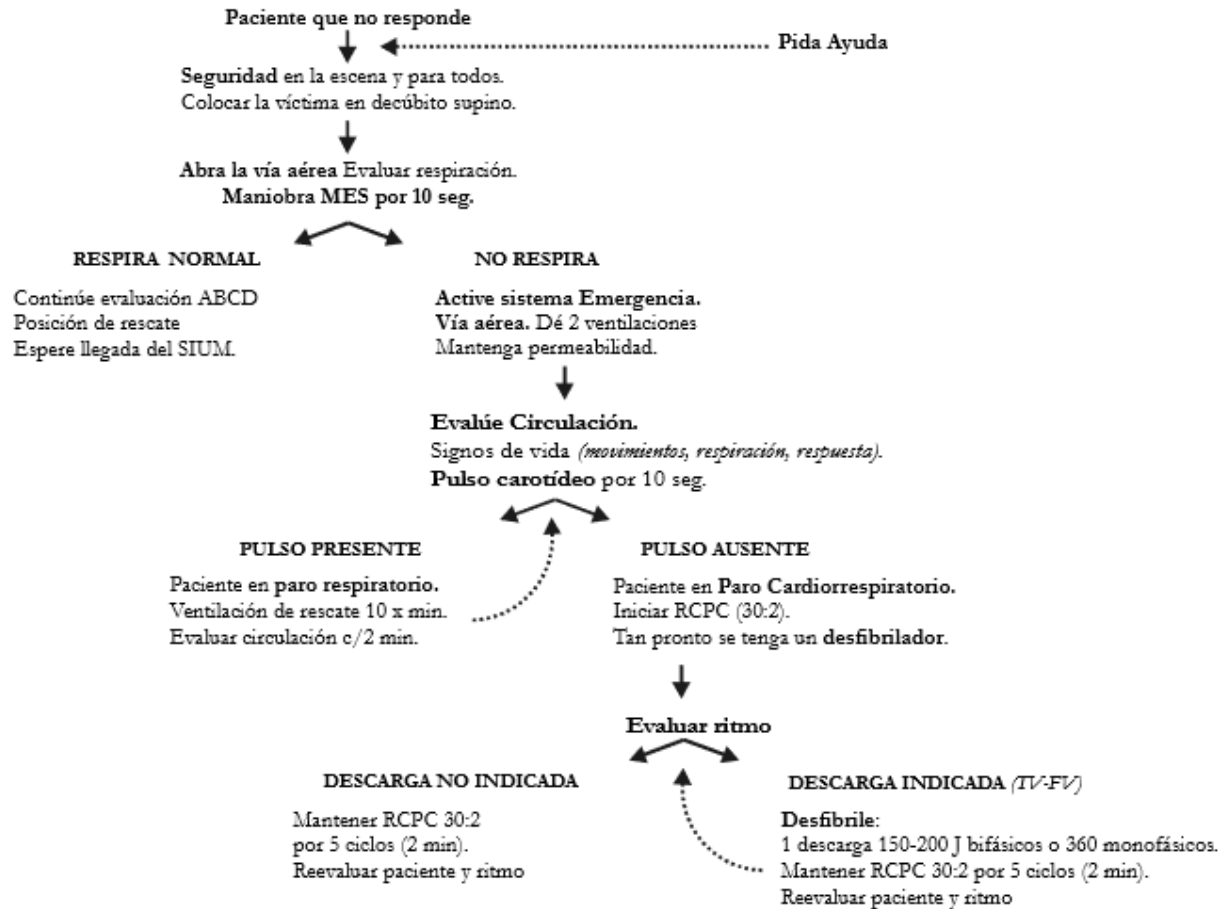 Paciente que no responde
Pida Ayuda
Seguridad en la escena y para todos.
Colocar la víctima en decúbito supino.
Abra la vía aérea Evaluar respiración.
Maniobra MES por 10 seg.
RESPIRA NORMAL
Continúe evaluación ABCD
Posición de rescate
Espere llegada del SIUM.
NO RESPIRA
Active sistema Emergencia.
Vía aérea. Dé 2 ventilaciones
Mantenga permeabilidad.
Evalúe Circulación.
Signos de vida (movimientos, respiración, respuesta).
Pulso carotídeo por 10 seg.
PULSO PRESENTE
Paciente en paro respiratorio.
Ventilación de rescate 10 x min.
Evaluar circulación c/2 min.
PULSO AUSENTE
Paciente en Paro Cardiorrespiratorio.
Iniciar RCPC (30:2).
Tan pronto se tenga un desfibrilador.
Evaluar ritmo
DESCARGA NO INDICADA
Mantener RCPC 30:2
por 5 ciclos (2 min).
Reevaluar paciente y ritmo
DESCARGA INDICADA (TV-FV)
Desfibrile:
1 descarga 150-200 J bifásicos o 360 monofásicos.
Mantener RCPC 30:2 por 5 ciclos (2 min).
Reevaluar paciente y ritmo